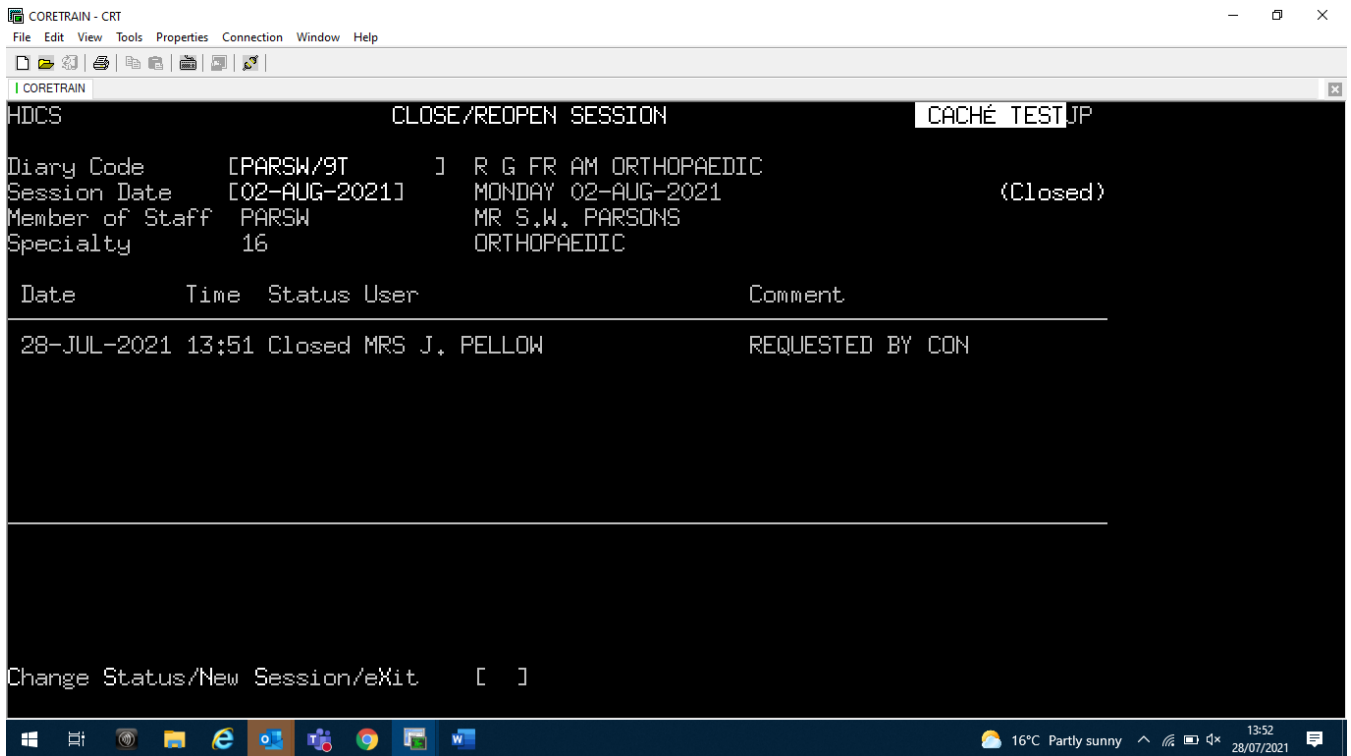 CORETRAIN - CRT
File Edit View Tools Properties Connection Window Help
CORETRAIN
HDCS CLOSE/REOPEN SESSION CACHÉ TESTJP
Diary Code [PARSW/9T ] R G FR AM ORTHOPAEDIC
Session Date [02-AUG-2021] MONDAY 02-AUG-2021 (Closed)
Member of Staff PARSW MR S.W. PARSONS
Specialty 16 ORTHOPAEDIC
Date Time Status User Comment
28-JUL-2021 13:51 Closed MRS J. PELLOW REQUESTED BY CON
Change Status/New Session/eXit [ ]
16°C Partly sunny 13:52
28/07/2021